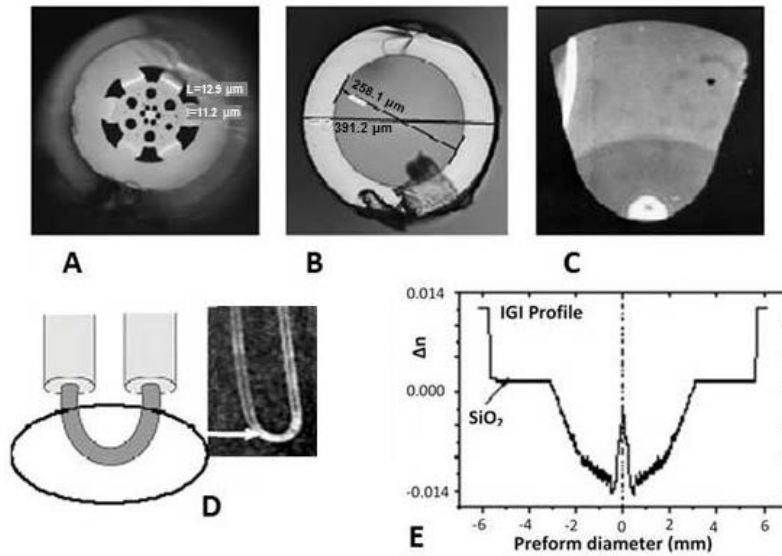 L=12.9 µm
l=11.2 µm
A
258.1 µm
391.2 µm
B
C
D
0.014
IGI Profile
Δn
0.000
SiO₂
-0.014
-6 -4 -2 0 2 4 6
Preform diameter (mm)
E